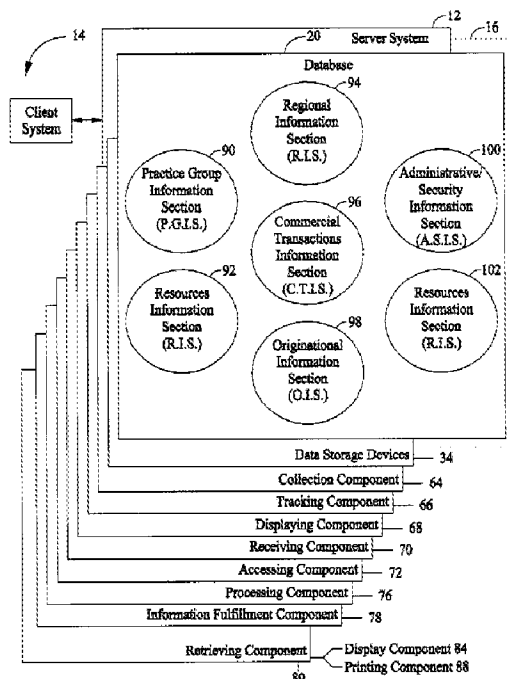 12
14
20
Server System
16
Database
94
Client
System
Regional
Information
Section
(R.I.S.)
90
100
Practice Group
Information
Section
(P.G.I.S.)
Administrative/
Security
Information
Section
(A.S.I.S.)
96
Commercial
Transactions
Information
Section
(C.T.I.S.)
92
102
Resources
Information
Section
(R.I.S.)
Resources
Information
Section
(R.I.S.)
98
Originational
Information
Section
(O.I.S.)
Data Storage Devices 34
Collection Component 64
Tracking Component 66
Displaying Component 68
Receiving Component 70
Accessing Component 72
Processing Component 76
Information Fulfillment Component 78
Retrieving Component
Display Component 84
Printing Component 88